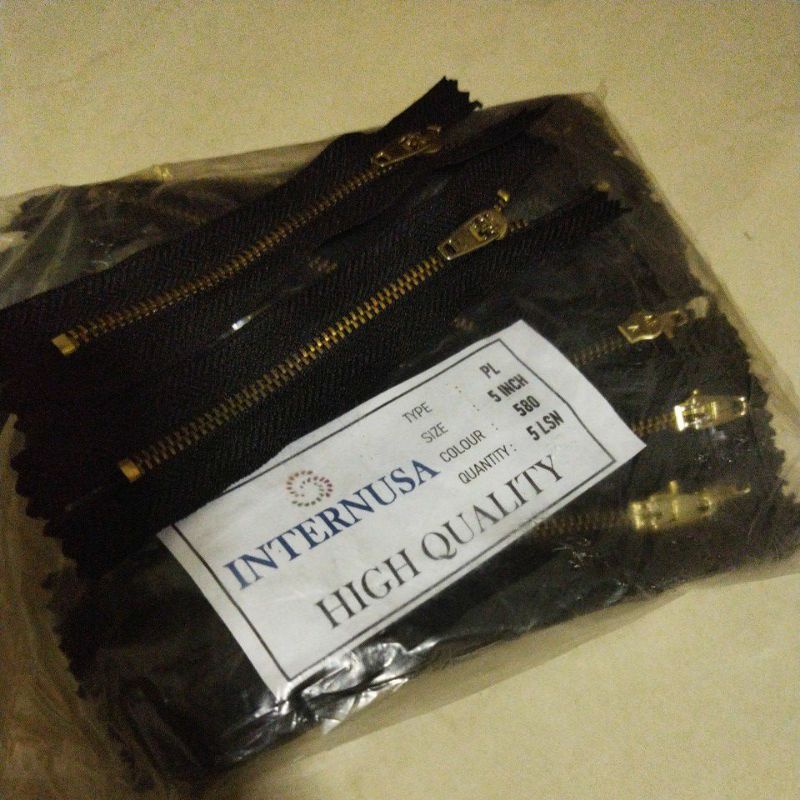 TYPE : PL
SIZE : 5 INCH
COLOUR : 580
QUANTITY : 5 LSN
INTERNUSA
HIGH QUALITY